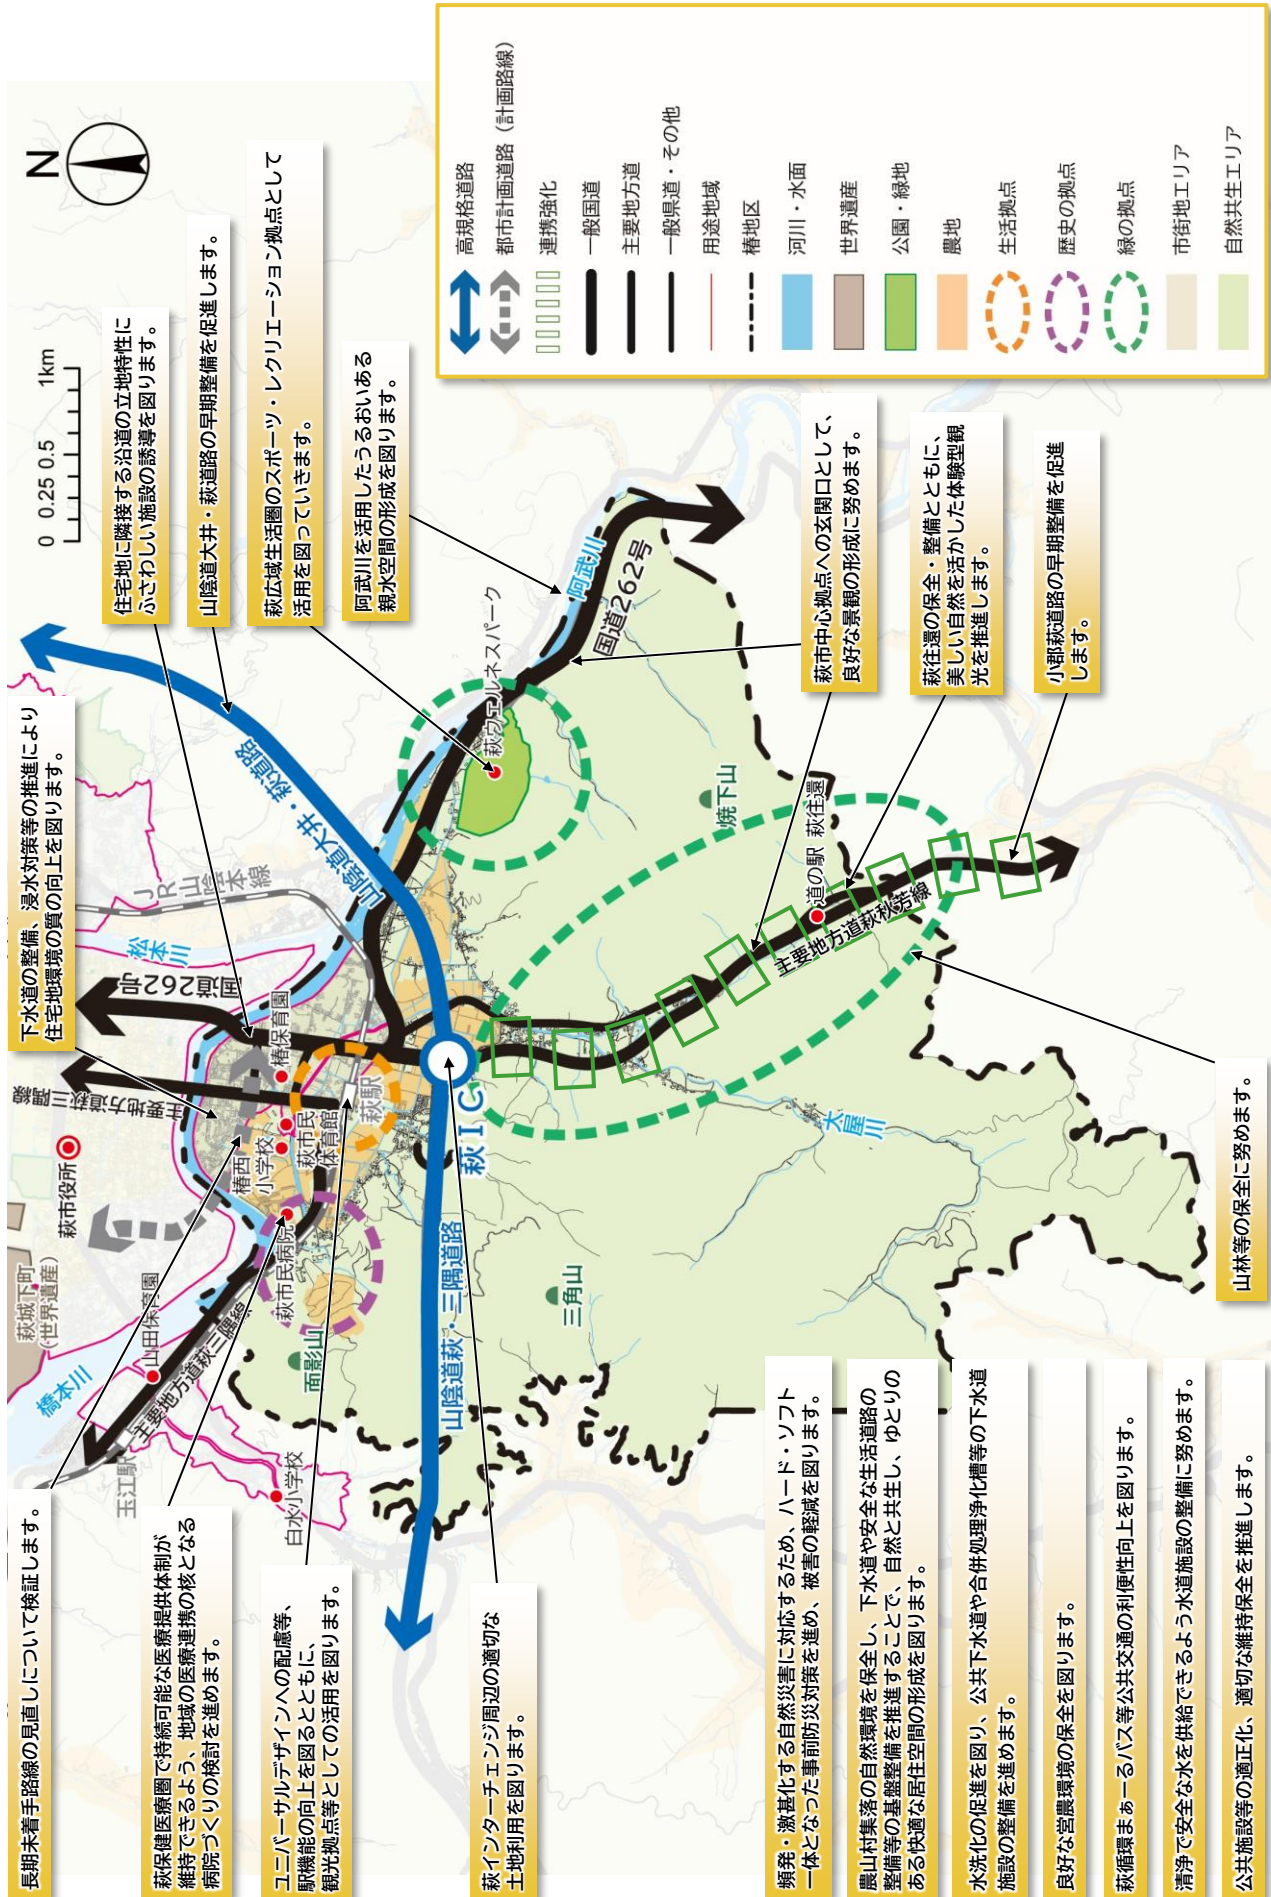 下水道の整備、浸水対策等の推進により
住宅地環境の質の向上を図ります。
住宅地に隣接する沿道の立地特性に
ふさわしい施設の誘導を図ります。
山陰道大井・萩道路の早期整備を促進します。
萩広域生活圏のスポーツ・レクリエーション拠点として
活用を図っていきます。
阿武川を活用したうるおいある
親水空間の形成を図ります。
萩市中心拠点への玄関口として、
良好な景観の形成に努めます。
萩往還の保全・整備とともに、
美しい自然を活かした体験型観
光を推進します。
小郡萩道路の早期整備を促進
します。
山林等の保全に努めます。
長期未着手路線の見直しについて検証します。
萩保健医療圏で持続可能な医療提供体制が
維持できるよう、地域の医療連携の核となる
病院づくりの検討を進めます。
ユニバーサルデザインへの配慮等、
駅機能の向上を図るとともに、
観光拠点等としての活用を図ります。
萩インターチェンジ周辺の適切な
土地利用を図ります。
頻発・激甚化する自然災害に対応するため、ハード・ソフト
一体となった事前防災対策を進め、被害の軽減を図ります。
農山村集落の自然環境を保全し、下水道や安全な生活道路の
整備等の基盤整備を推進することで、自然と共生し、ゆとりの
ある快適な居住空間の形成を図ります。
水洗化の促進を図り、公共下水道や合併処理浄化槽等の下水道
施設の整備を進めます。
良好な営農環境の保全を図ります。
萩循環まぁーるバス等公共交通の利便性向上を図ります。
清浄で安全な水を供給できるよう水道施設の整備に努めます。
公共施設等の適正化、適切な維持保全を推進します。
N
0 0.25 0.5 1km
高規格道路
都市計画道路（計画路線）
連携強化
一般国道
主要地方道
一般県道・その他
用途地域
椿地区
河川・水面
世界遺産
公園・緑地
農地
生活拠点
歴史の拠点
緑の拠点
市街地エリア
自然共生エリア
萩城下町
（世界遺産）
萩市役所
橋本川
山田保育園
玉江駅
主要地方道萩三隅線
主要地方道萩三隅線
白水小学校
面影山
萩市民病院
椿西
小学校
萩市民
体育館
椿保育園
萩駅
国道262号
松本川
JR山陰本線
山陰道大井・萩道路
萩IC
山陰道萩・三隅道路
三角山
大屋川
萩ウェルネスパーク
阿武川
国道262号
焼下山
道の駅 萩往還
主要地方道萩秋芳線